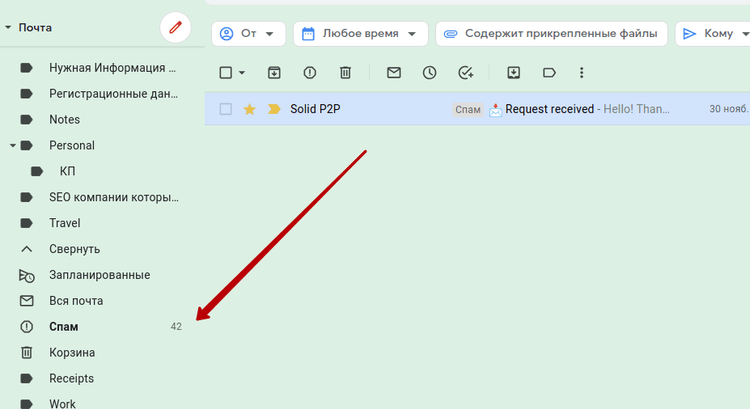 Почта
Нужная Информация ...
Регистрационные дан...
Notes
Personal
КП
SEO компании которы...
Travel
Свернуть
Запланированные
Вся почта
Спам 42
Корзина
Receipts
Work
От Любое время Содержит прикрепленные файлы Кому
Solid P2P Спам 📩 Request received - Hello! Than... 30 нояб.